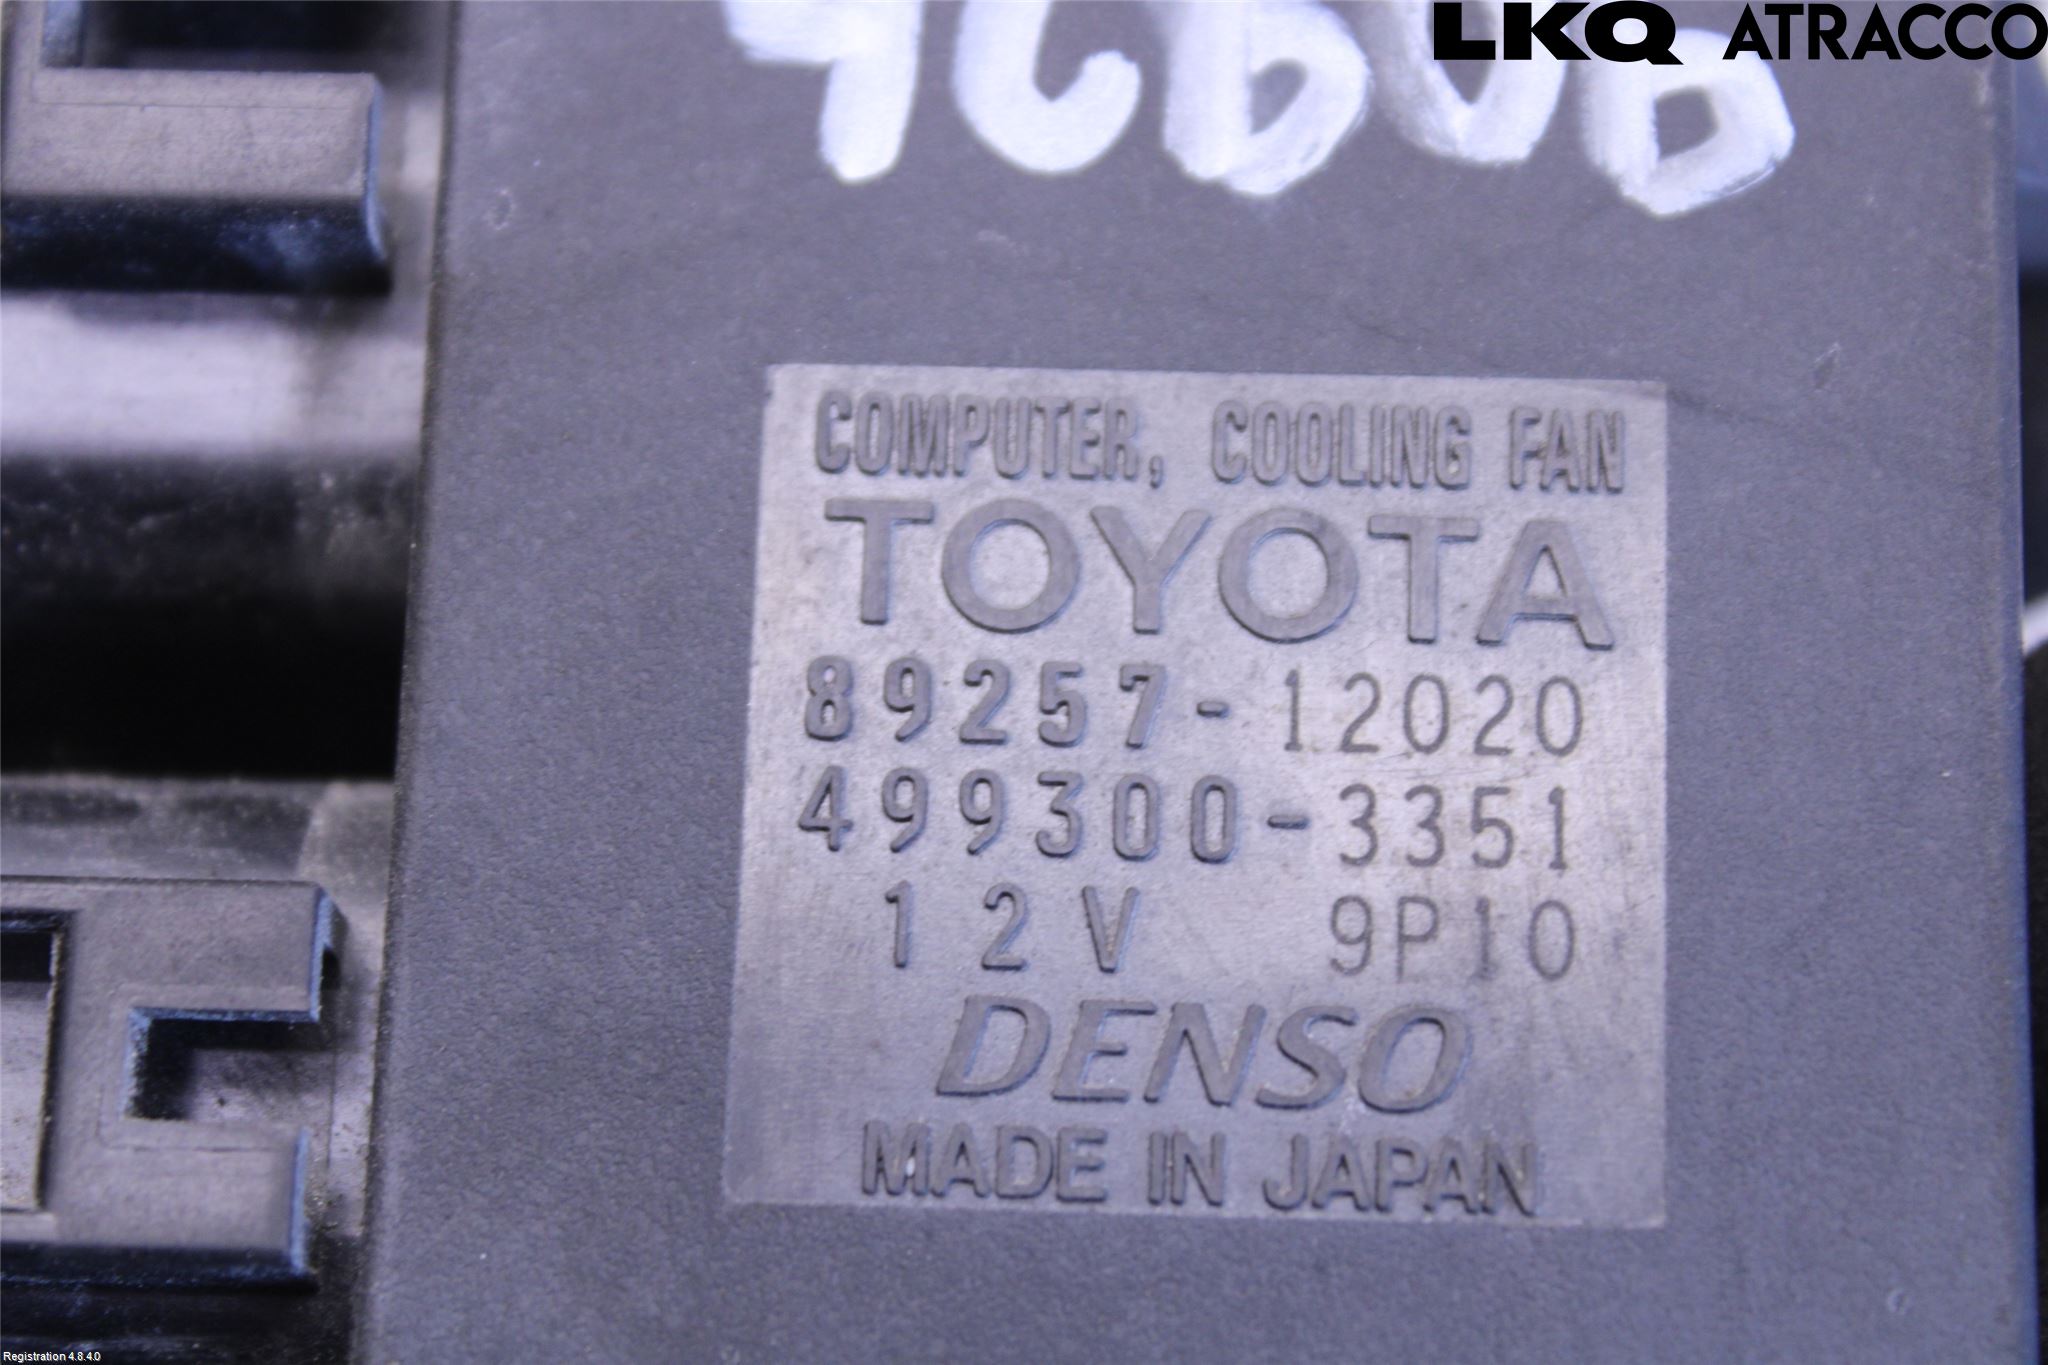 LKQ ATRACCO
COMPUTER, COOLING FAN
TOYOTA
89257-12020
499300-3351
12V 9P10
DENSO
MADE IN JAPAN
Registration 4.8.4.0